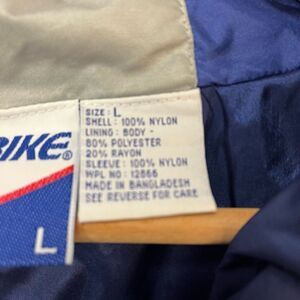 BIKE®
L
SIZE: L
SHELL: 100% NYLON
LINING: BODY -
80% POLYESTER
20% RAYON
SLEEVE: 100% NYLON
WPL NO: 12866
MADE IN BANGLADESH
SEE REVERSE FOR CARE